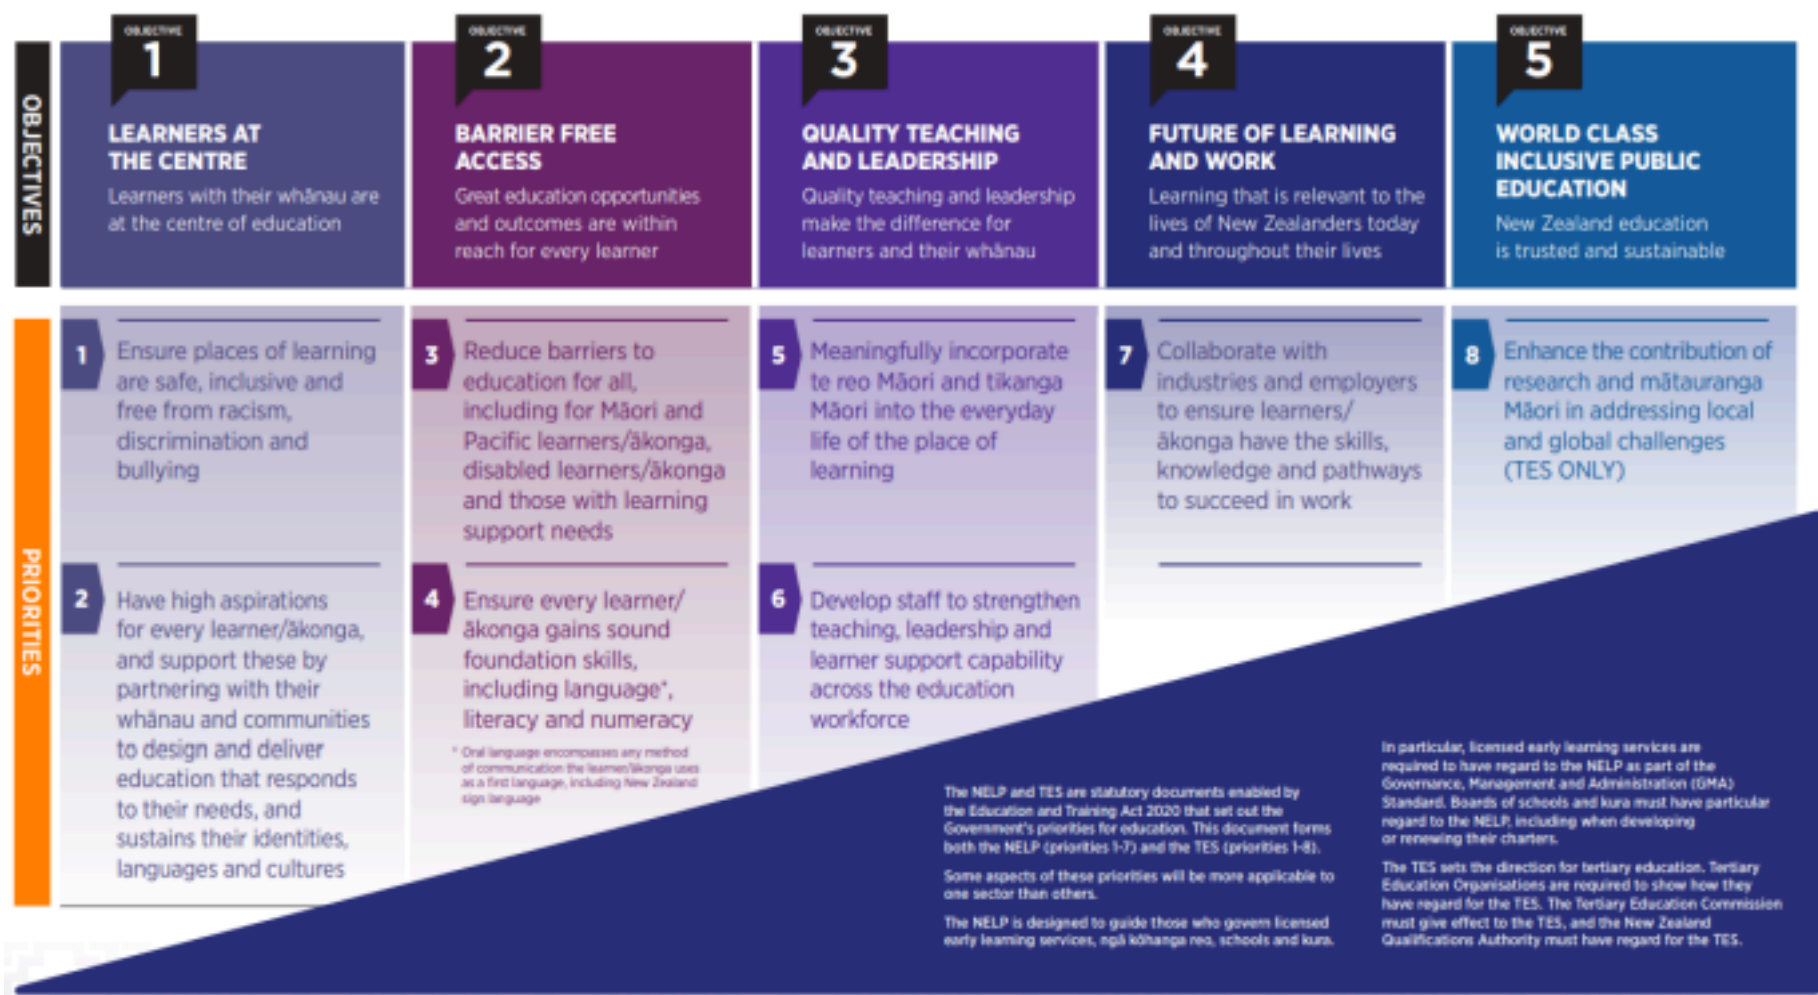 OBJECTIVES
OBJECTIVE
1
LEARNERS AT
THE CENTRE
Learners with their whānau are
at the centre of education
OBJECTIVE
2
BARRIER FREE
ACCESS
Great education opportunities
and outcomes are within
reach for every learner
OBJECTIVE
3
QUALITY TEACHING
AND LEADERSHIP
Quality teaching and leadership
make the difference for
learners and their whānau
OBJECTIVE
4
FUTURE OF LEARNING
AND WORK
Learning that is relevant to the
lives of New Zealanders today
and throughout their lives
OBJECTIVE
5
WORLD CLASS
INCLUSIVE PUBLIC
EDUCATION
New Zealand education
is trusted and sustainable
PRIORITIES
1
Ensure places of learning
are safe, inclusive and
free from racism,
discrimination and
bullying
2
Have high aspirations
for every learner/ākonga,
and support these by
partnering with their
whānau and communities
to design and deliver
education that responds
to their needs, and
sustains their identities,
languages and cultures
3
Reduce barriers to
education for all,
including for Māori and
Pacific learners/ākonga,
disabled learners/ākonga
and those with learning
support needs
4
Ensure every learner/
ākonga gains sound
foundation skills,
including language*,
literacy and numeracy
* Oral language encompasses any method
of communication the learner/ākonga uses
as a first language, including New Zealand
sign language
5
Meaningfully incorporate
te reo Māori and tikanga
Māori into the everyday
life of the place of
learning
6
Develop staff to strengthen
teaching, leadership and
learner support capability
across the education
workforce
7
Collaborate with
industries and employers
to ensure learners/
ākonga have the skills,
knowledge and pathways
to succeed in work
8
Enhance the contribution of
research and mātauranga
Māori in addressing local
and global challenges
(TES ONLY)
The NELP and TES are statutory documents enabled by
the Education and Training Act 2020 that set out the
Government's priorities for education. This document forms
both the NELP (priorities 1-7) and the TES (priorities 1-8).
Some aspects of these priorities will be more applicable to
one sector than others.
The NELP is designed to guide those who govern licensed
early learning services, ngā kōhanga reo, schools and kura.
In particular, licensed early learning services are
required to have regard to the NELP as part of the
Governance, Management and Administration (GMA)
Standard. Boards of schools and kura must have particular
regard to the NELP, including when developing
or renewing their charters.
The TES sets the direction for tertiary education. Tertiary
Education Organisations are required to show how they
have regard for the TES. The Tertiary Education Commission
must give effect to the TES, and the New Zealand
Qualifications Authority must have regard for the TES.